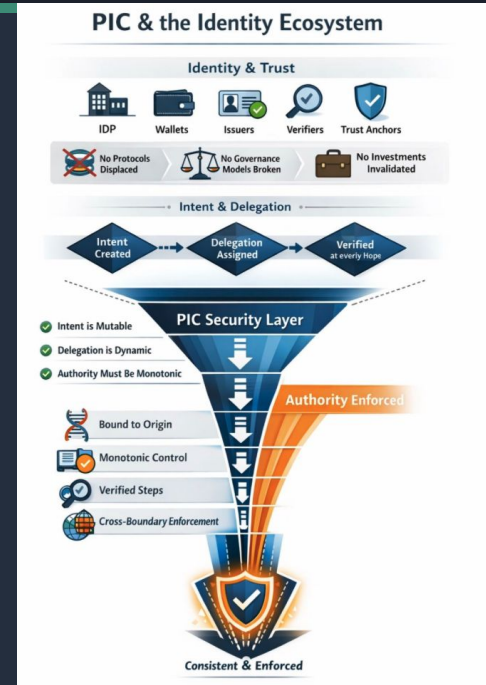 PIC & the Identity Ecosystem
Identity & Trust
IDP
Wallets
Issuers
Verifiers
Trust Anchors
No Protocols
Displaced
No Governance
Models Broken
No Investments
Invalidated
Intent & Delegation
Intent
Created
Delegation
Assigned
Verified
at everly Hops
PIC Security Layer
Intent is Mutable
Delegation is Dynamic
Authority Must Be Monotonic
Authority Enforced
Bound to Origin
Monotonic Control
Verified Steps
Cross-Boundary Enforcement
Consistent & Enforced